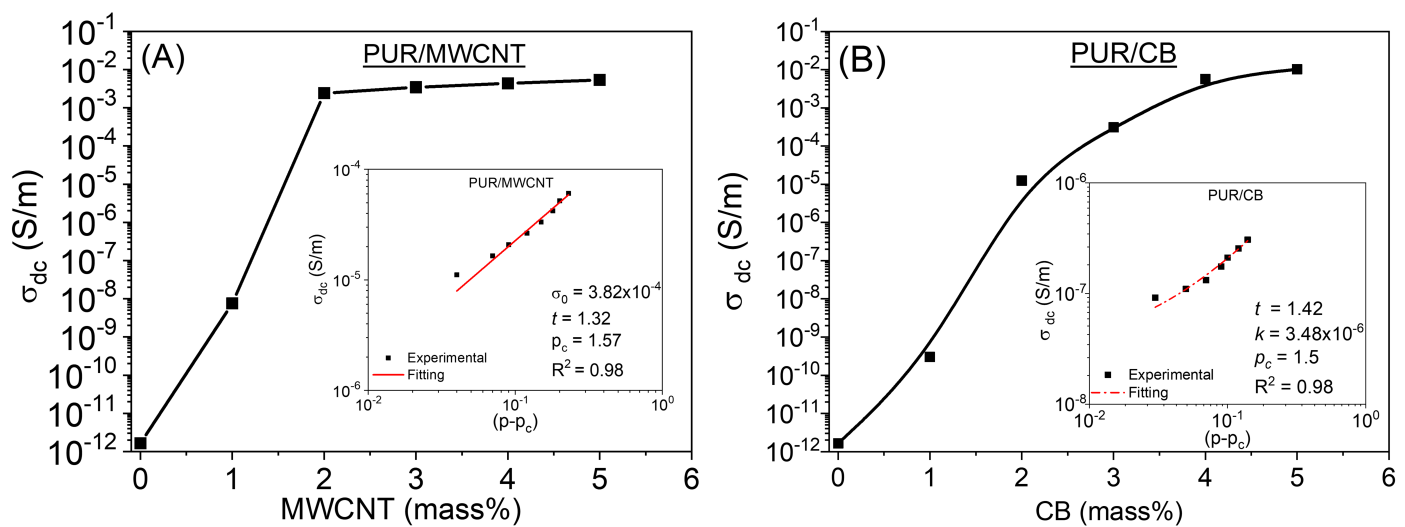 (A)
PUR/MWCNT
10⁻¹
10⁻²
10⁻³
10⁻⁴
10⁻⁵
10⁻⁶
10⁻⁷
10⁻⁸
10⁻⁹
10⁻¹⁰
10⁻¹¹
10⁻¹²
σdc (S/m)
0 1 2 3 4 5 6
MWCNT (mass%)
PUR/MWCNT
10⁻⁴
10⁻⁵
10⁻⁶
σdc (S/m)
σ₀ = 3.82x10⁻⁴
t = 1.32
pc = 1.57
R² = 0.98
Experimental
Fitting
10⁻² 10⁻¹ 10⁰
(p-pc)
(B)
PUR/CB
10⁻¹
10⁻²
10⁻³
10⁻⁴
10⁻⁵
10⁻⁶
10⁻⁷
10⁻⁸
10⁻⁹
10⁻¹⁰
10⁻¹¹
10⁻¹²
σ dc (S/m)
0 1 2 3 4 5 6
CB (mass%)
PUR/CB
10⁻⁶
10⁻⁷
10⁻⁸
σ dc (S/m)
t = 1.42
k = 3.48x10⁻⁶
pc = 1.5
R² = 0.98
Experimental
Fitting
10⁻² 10⁻¹ 10⁰
(p-pc)